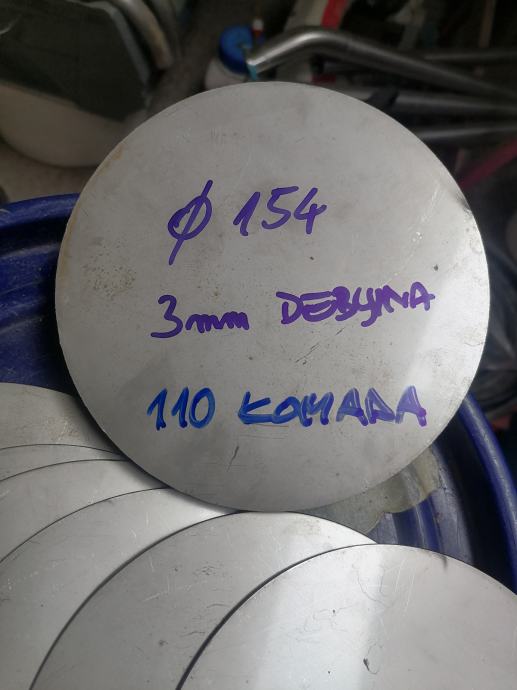 φ 154
3mm DEBLJINA
110 KOMADA